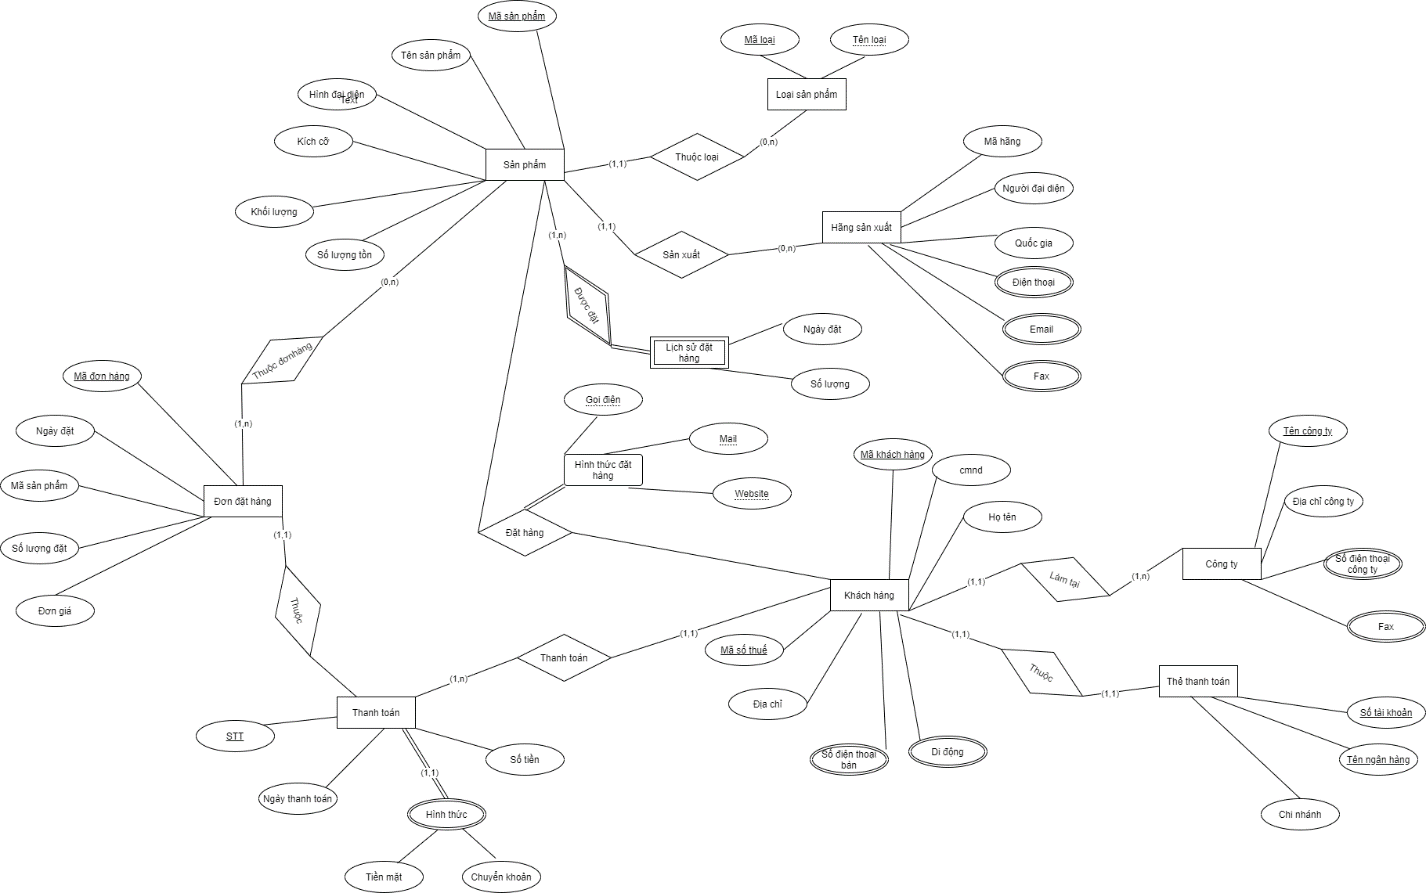 Mã sản phẩm
Mã loại
Tên loại
Tên sản phẩm
Hình đại diện
Text
Loại sản phẩm
Kích cỡ
(0,n)
Mã hãng
Sản phẩm
(1,1)
Thuộc loại
Người đại diện
Khối lượng
(1,1)
Hãng sản xuất
(1,n)
Quốc gia
Số lượng tồn
Sản xuất
(0,n)
(0,n)
Điện thoại
Được đặt
Ngày đặt
Email
Thuộc đơnhàng
Lịch sử đặt
hàng
Mã đơn hàng
Số lượng
Fax
Gọi điện
(1,n)
Ngày đặt
Mail
Tên công ty
Mã khách hàng
Hình thức đặt
hàng
cmnd
Mã sản phẩm
Website
Đơn đặt hàng
Địa chỉ công ty
Họ tên
(1,1)
Đặt hàng
Số lượng đặt
Số điện thoại
công ty
Công ty
(1,1)
Làm tại
(1,n)
Khách hàng
Đơn giá
Thuộc
Fax
(1,1)
(1,1)
Mã số thuế
Thanh toán
Thuộc
(1,n)
Thẻ thanh toán
(1,1)
Địa chỉ
Thanh toán
Số tài khoản
STT
Số điện thoại
bàn
Di động
Số tiền
Tên ngân hàng
(1,1)
Ngày thanh toán
Hình thức
Chi nhánh
Tiền mặt
Chuyển khoản